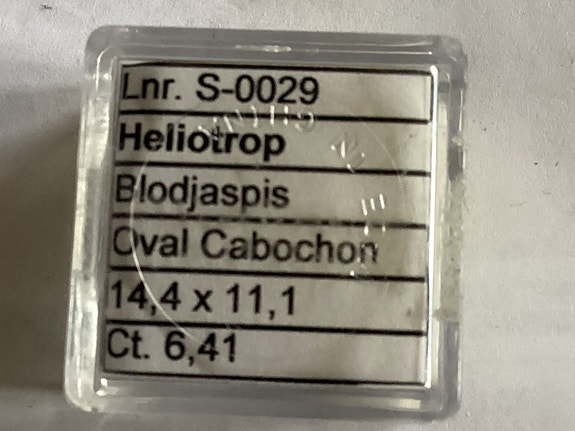 Lnr. S-0029
Heliotrop
Blodjaspis
Oval Cabochon
14,4 x 11,1
Ct. 6,41